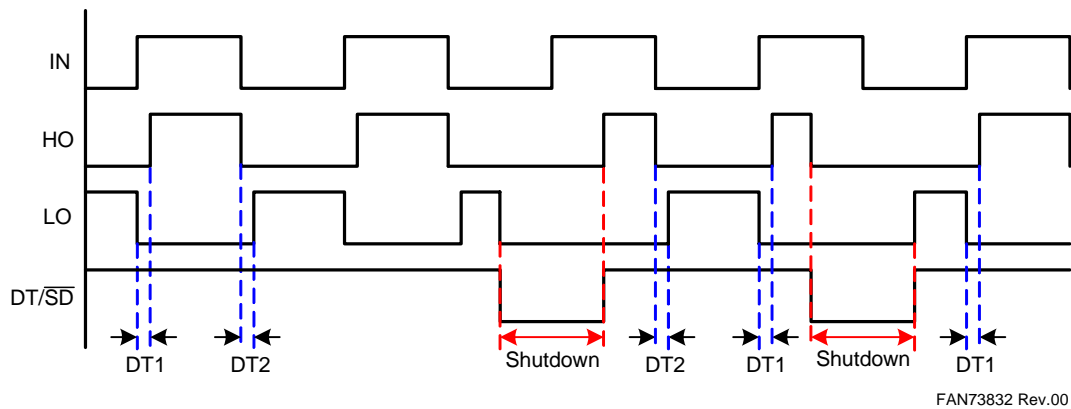 IN
HO
LO
DT/SD
DT1
DT2
Shutdown
DT2
DT1
Shutdown
DT1
FAN73832 Rev.00